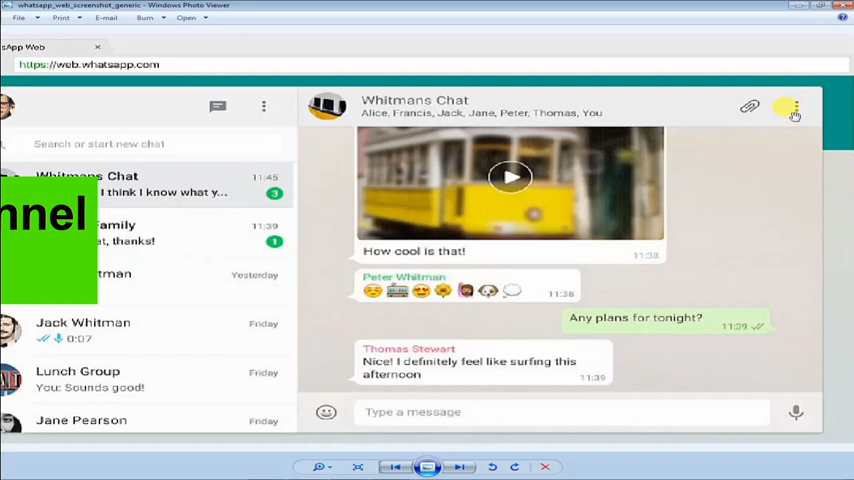 whatsapp_web_screenshot_generic - Windows Photo Viewer
File Print E-mail Burn Open
sApp Web
https://web.whatsapp.com
Whitmans Chat
Alice, Francis, Jack, Jane, Peter, Thomas, You
Search or start new chat
Whitmans Chat 11:45
I think I know what y... 3
nnel
Family 11:39
at, thanks! 1
tman Yesterday
Jack Whitman Friday
0:07
Lunch Group Friday
You: Sounds good!
Jane Pearson Friday
How cool is that!
11:38
Peter Whitman
11:38
Any plans for tonight?
11:39
Thomas Stewart
Nice! I definitely feel like surfing this
afternoon
11:39
Type a message